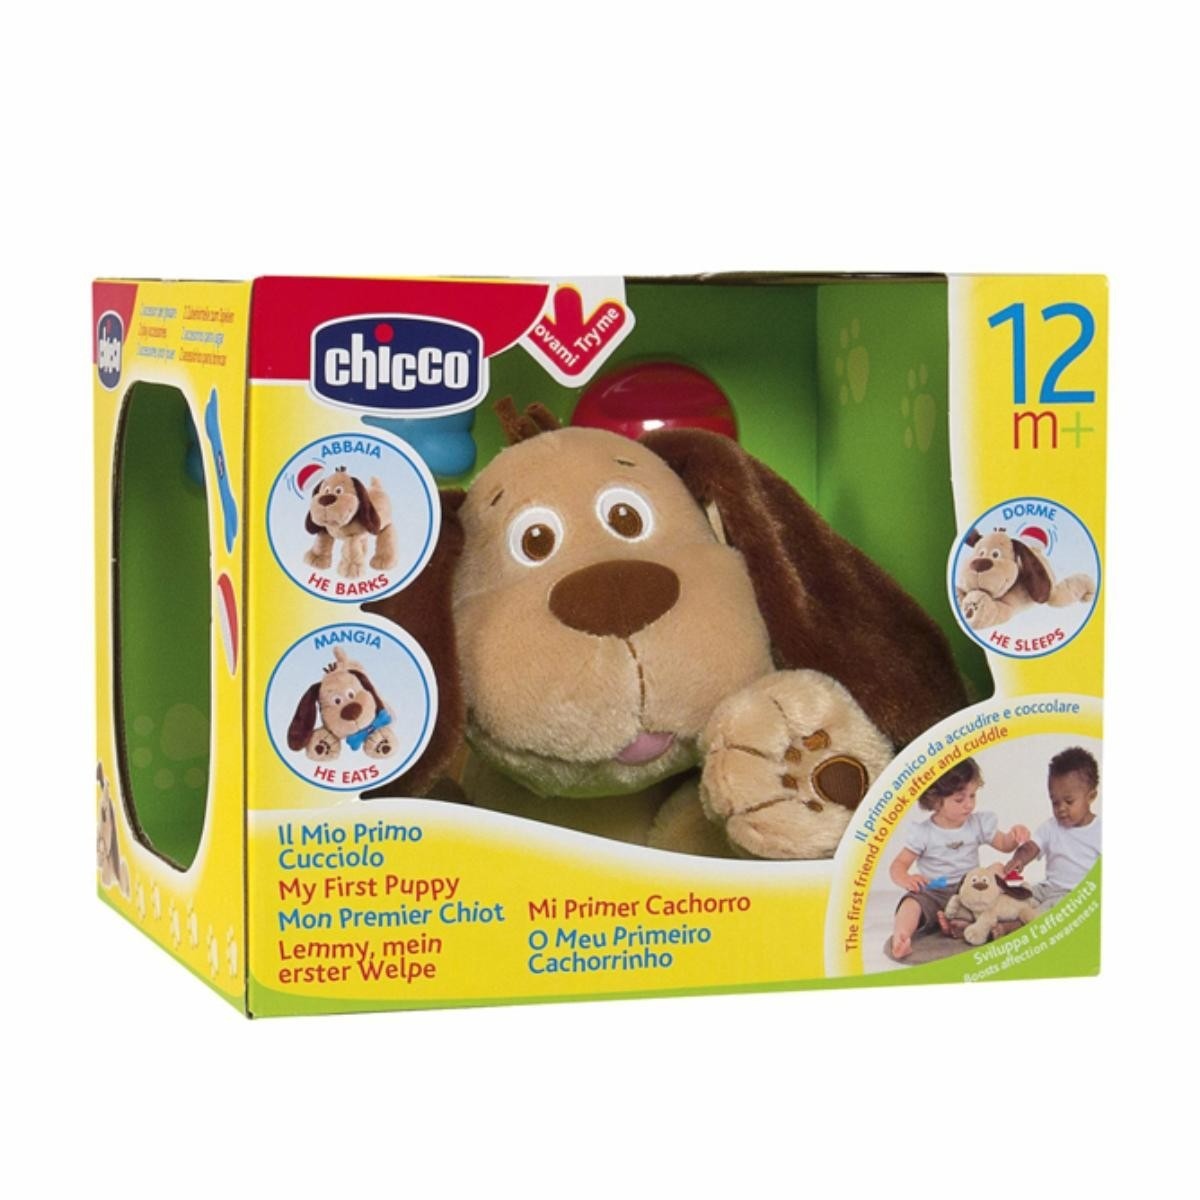 chicco
Provami Try me
12
m+
ABBAIA
HE BARKS
MANGIA
HE EATS
DORME
HE SLEEPS
Il primo amico da accudire e coccolare
The first friend to look after and cuddle
Sviluppa l'affettività
Boosts affection awareness
Il Mio Primo
Cucciolo
My First Puppy
Mon Premier Chiot
Lemmy, mein
erster Welpe
Mi Primer Cachorro
O Meu Primeiro
Cachorrinho
chicco